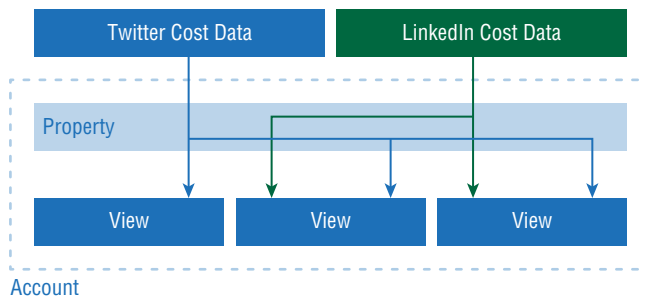 Twitter Cost Data
LinkedIn Cost Data
Property
View
View
View
Account